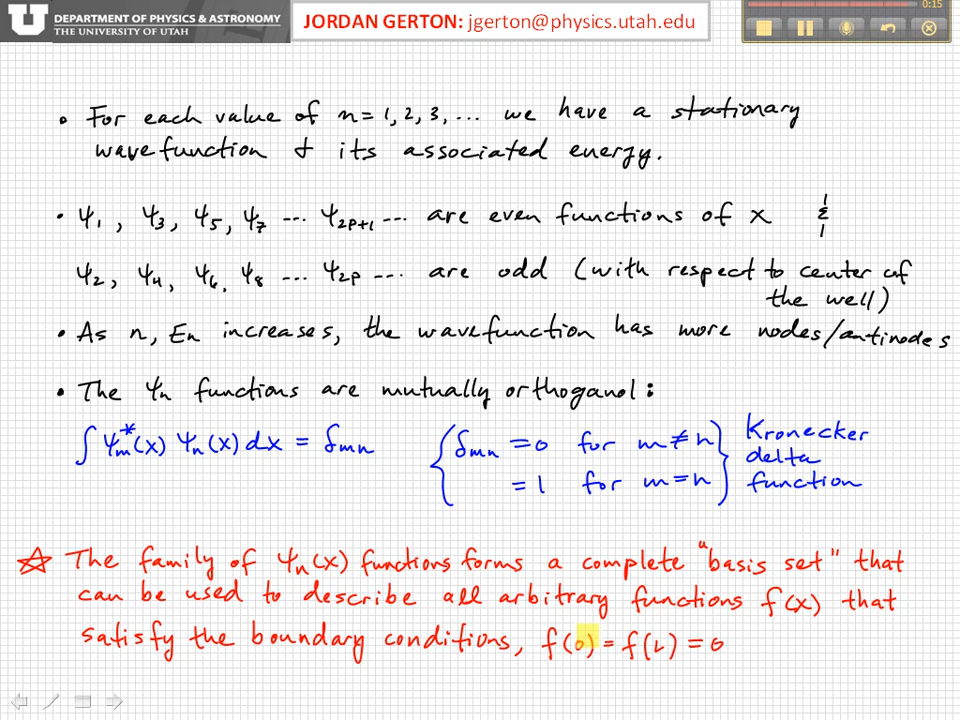 U DEPARTMENT OF PHYSICS & ASTRONOMY
THE UNIVERSITY OF UTAH
JORDAN GERTON: jgerton@physics.utah.edu
0:15
• For each value of n = 1, 2, 3, ... we have a stationary
wavefunction & its associated energy.
• ψ₁, ψ₃, ψ₅, ψ₇ ... ψ₂ₚ₊₁ ... are even functions of x
ψ₂, ψ₄, ψ₆, ψ₈ ... ψ₂ₚ ... are odd (with respect to center of
the well)
• As n, En increases, the wavefunction has more nodes/antinodes
• The ψn functions are mutually orthoganol:
∫ ψm*(x) ψn(x) dx = δmn { δmn = 0 for m ≠ n } Kronecker
delta
= 1 for m = n function
☆ The family of ψn(x) functions forms a complete "basis set" that
can be used to describe all arbitrary functions f(x) that
satisfy the boundary conditions, f(0) = f(L) = 0